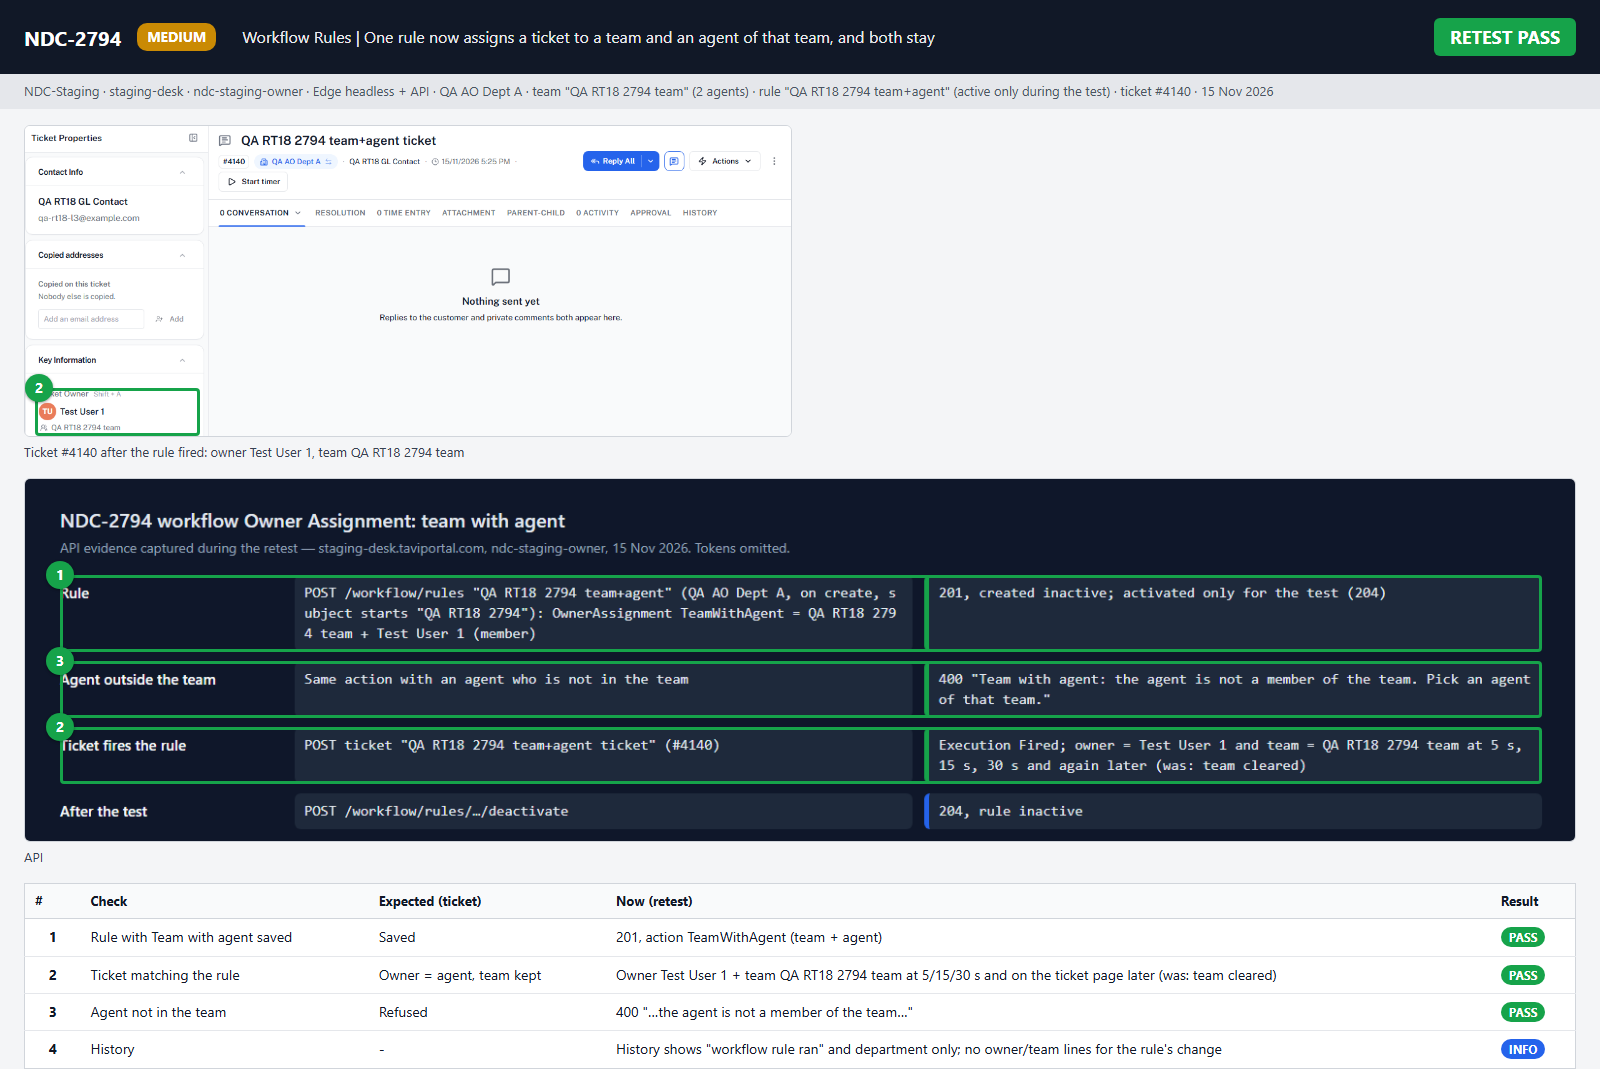 NDC-2794 MEDIUM Workflow Rules | One rule now assigns a ticket to a team and an agent of that team, and both stay RETEST PASS
NDC-Staging · staging-desk · ndc-staging-owner · Edge headless + API · QA AO Dept A · team "QA RT18 2794 team" (2 agents) · rule "QA RT18 2794 team+agent" (active only during the test) · ticket #4140 · 15 Nov 2026
Ticket Properties
Contact Info
QA RT18 GL Contact
qa-rt18-l3@example.com
Copied addresses
Copied on this ticket
Nobody else is copied.
Add an email address Add
Key Information
2
ket Owner Shift + A
TU Test User 1
QA RT18 2794 team
QA RT18 2794 team+agent ticket
#4140 QA AO Dept A · QA RT18 GL Contact · 15/11/2026 5:25 PM ·
Reply All Actions
Start timer
0 CONVERSATION RESOLUTION 0 TIME ENTRY ATTACHMENT PARENT-CHILD 0 ACTIVITY APPROVAL HISTORY
Nothing sent yet
Replies to the customer and private comments both appear here.
Ticket #4140 after the rule fired: owner Test User 1, team QA RT18 2794 team
NDC-2794 workflow Owner Assignment: team with agent
API evidence captured during the retest — staging-desk.taviportal.com, ndc-staging-owner, 15 Nov 2026. Tokens omitted.
1
Rule POST /workflow/rules "QA RT18 2794 team+agent" (QA AO Dept A, on create, s 201, created inactive; activated only for the test (204)
ubject starts "QA RT18 2794"): OwnerAssignment TeamWithAgent = QA RT18 279
4 team + Test User 1 (member)
3
Agent outside the team Same action with an agent who is not in the team 400 "Team with agent: the agent is not a member of the team. Pick an agent
of that team."
2
Ticket fires the rule POST ticket "QA RT18 2794 team+agent ticket" (#4140) Execution Fired; owner = Test User 1 and team = QA RT18 2794 team at 5 s,
15 s, 30 s and again later (was: team cleared)
After the test POST /workflow/rules/…/deactivate 204, rule inactive
API
# Check Expected (ticket) Now (retest) Result
1 Rule with Team with agent saved Saved 201, action TeamWithAgent (team + agent) PASS
2 Ticket matching the rule Owner = agent, team kept Owner Test User 1 + team QA RT18 2794 team at 5/15/30 s and on the ticket page later (was: team cleared) PASS
3 Agent not in the team Refused 400 "...the agent is not a member of the team..." PASS
4 History - History shows "workflow rule ran" and department only; no owner/team lines for the rule's change INFO